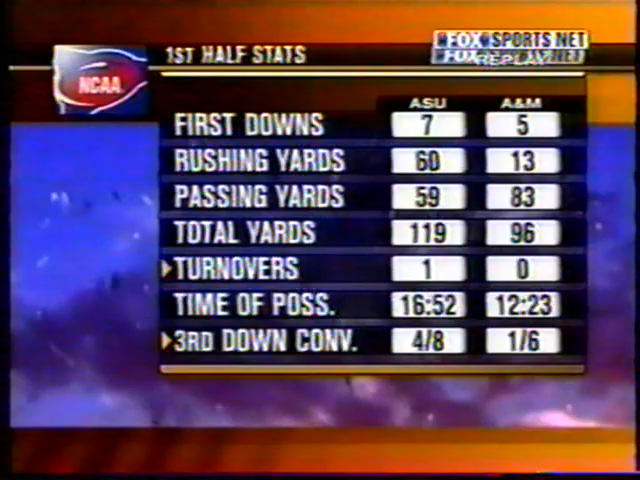 1ST HALF STATS
FOX SPORTS NET
FOX REPLAY NET
NCAA
ASU A&M
FIRST DOWNS 7 5
RUSHING YARDS 60 13
PASSING YARDS 59 83
TOTAL YARDS 119 96
TURNOVERS 1 0
TIME OF POSS. 16:52 12:23
3RD DOWN CONV. 4/8 1/6